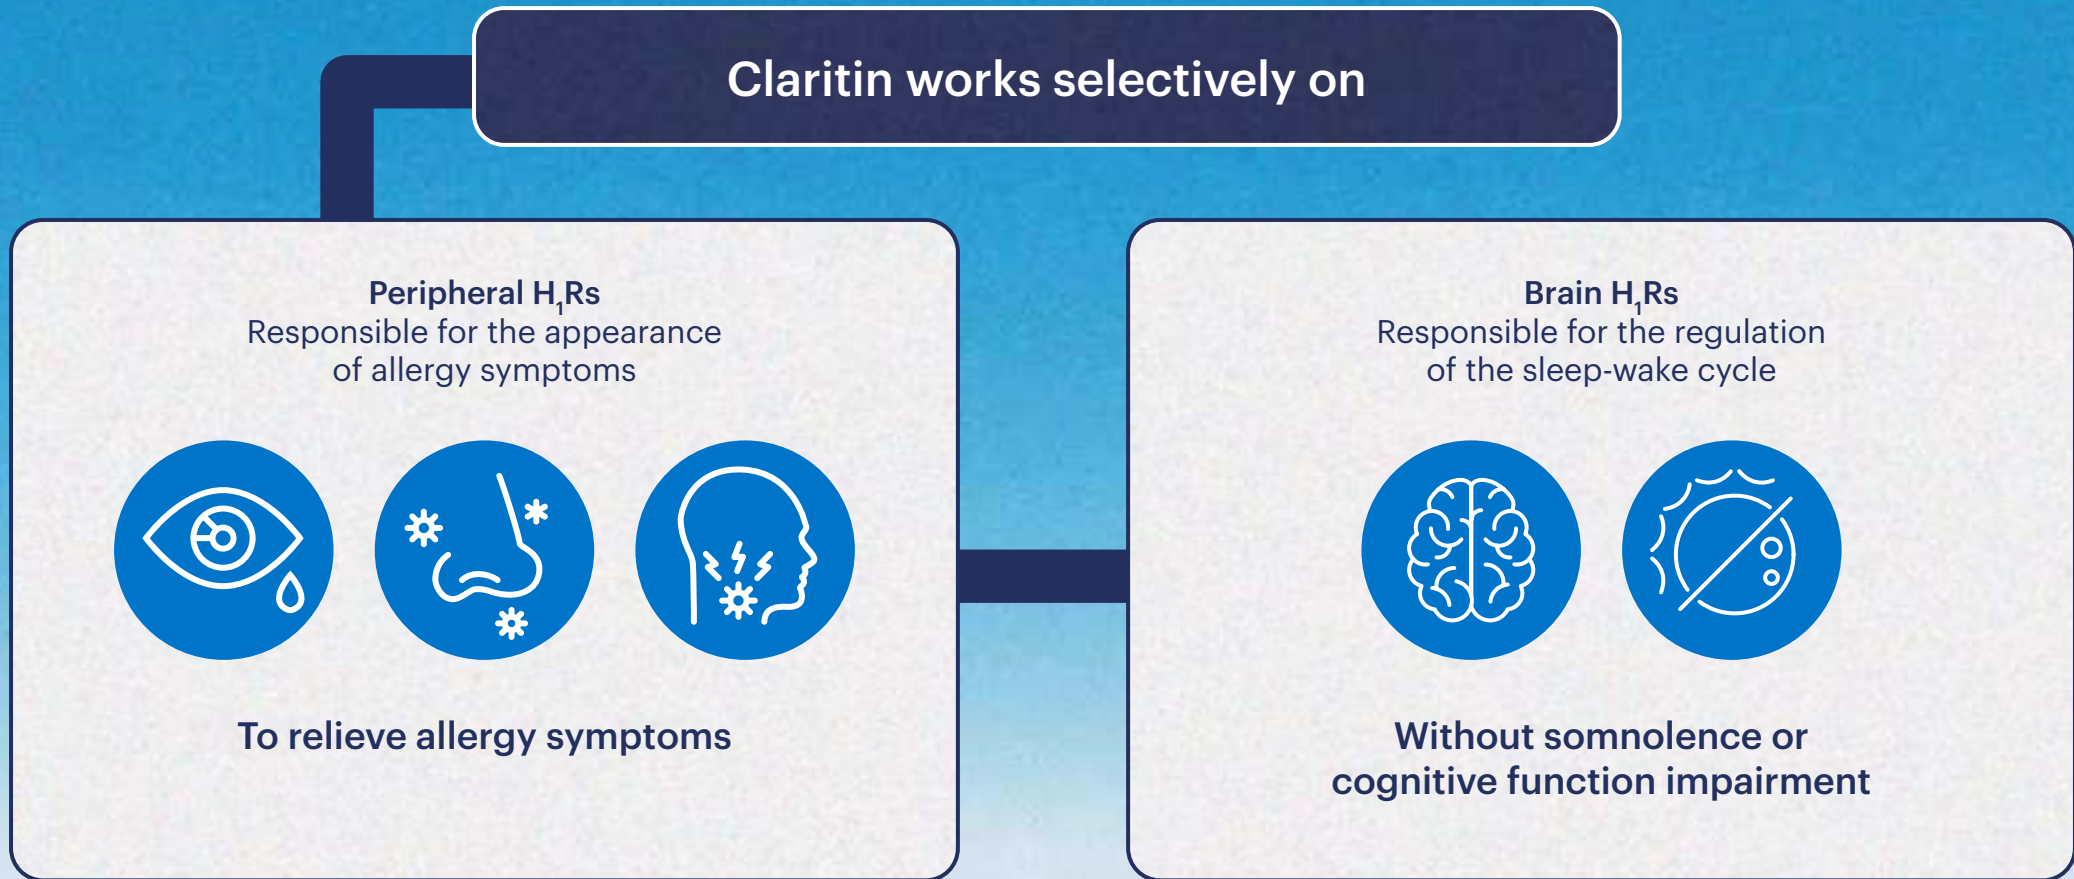 Claritin works selectively on
Peripheral H₁Rs
Responsible for the appearance
of allergy symptoms
To relieve allergy symptoms
Brain H₁Rs
Responsible for the regulation
of the sleep-wake cycle
Without somnolence or
cognitive function impairment